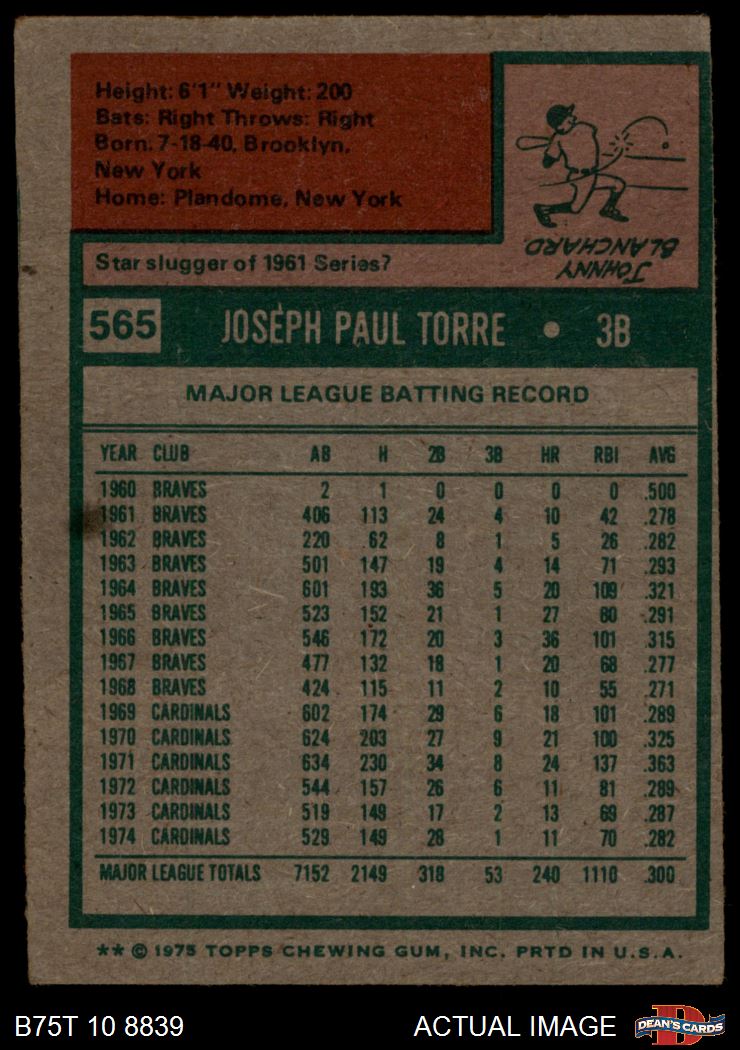 Height: 6'1" Weight: 200
Bats: Right Throws: Right
Born: 7-18-40, Brooklyn,
New York
Home: Plandome, New York
Star slugger of 1961 Series?
JOHNNY
BLANCHARD
565 JOSEPH PAUL TORRE • 3B
MAJOR LEAGUE BATTING RECORD
YEAR CLUB AB H 2B 3B HR RBI AVG
1960 BRAVES 2 1 0 0 0 0 .500
1961 BRAVES 406 113 24 4 10 42 .278
1962 BRAVES 220 62 8 1 5 26 .282
1963 BRAVES 501 147 19 4 14 71 .293
1964 BRAVES 601 193 36 5 20 109 .321
1965 BRAVES 523 152 21 1 27 80 .291
1966 BRAVES 546 172 20 3 36 101 .315
1967 BRAVES 477 132 18 1 20 68 .277
1968 BRAVES 424 115 11 2 10 55 .271
1969 CARDINALS 602 174 29 6 18 101 .289
1970 CARDINALS 624 203 27 9 21 100 .325
1971 CARDINALS 634 230 34 8 24 137 .363
1972 CARDINALS 544 157 26 6 11 81 .289
1973 CARDINALS 519 149 17 2 13 69 .287
1974 CARDINALS 529 149 28 1 11 70 .282
MAJOR LEAGUE TOTALS 7152 2149 318 53 240 1110 .300
** © 1975 TOPPS CHEWING GUM, INC. PRTD IN U.S.A.
B75T 10 8839 ACTUAL IMAGE D DEAN'S CARDS